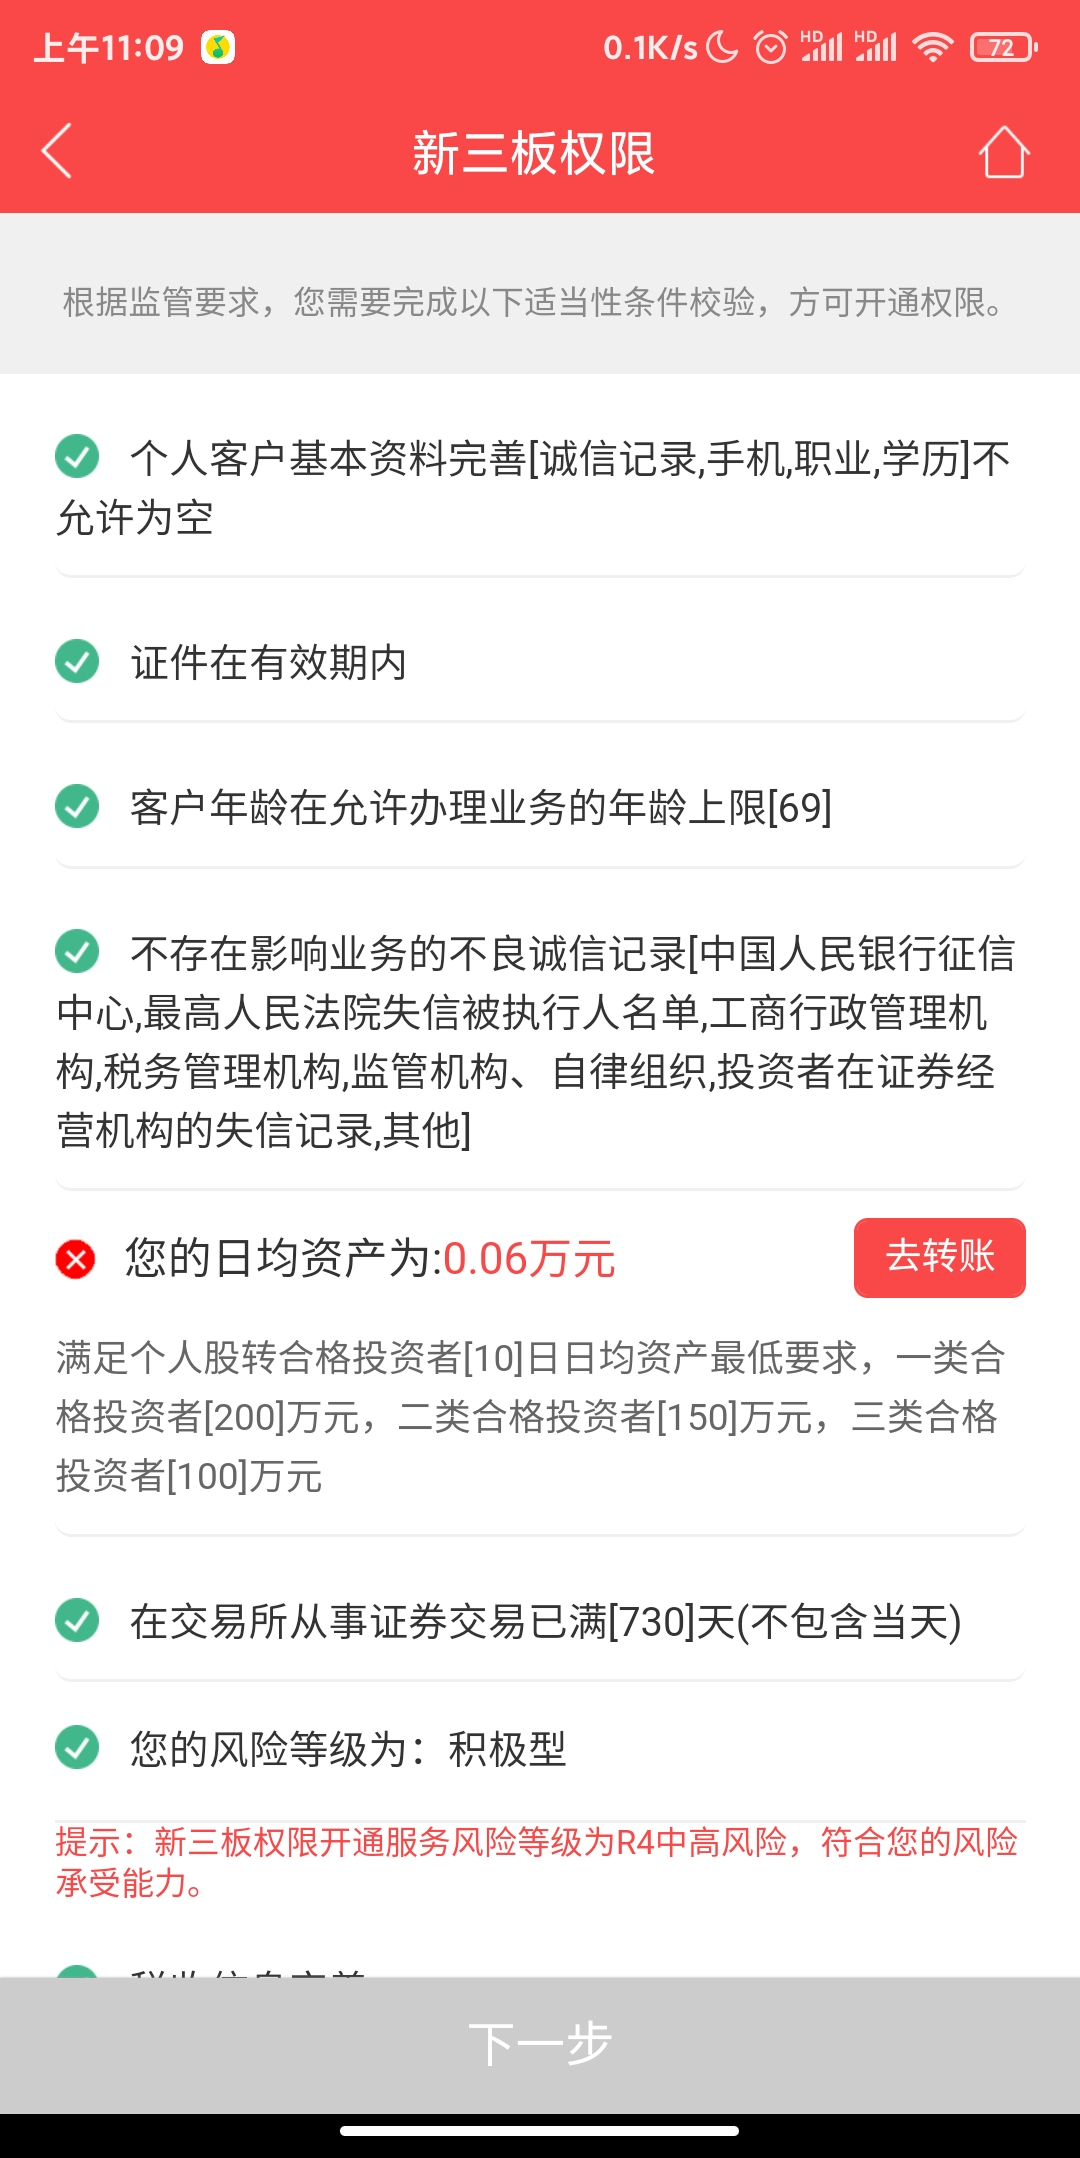 上午11:09
0.1K/s
HD
HD
72
新三板权限
根据监管要求，您需要完成以下适当性条件校验，方可开通权限。
个人客户基本资料完善[诚信记录,手机,职业,学历]不
允许为空
证件在有效期内
客户年龄在允许办理业务的年龄上限[69]
不存在影响业务的不良诚信记录[中国人民银行征信
中心,最高人民法院失信被执行人名单,工商行政管理机
构,税务管理机构,监管机构、自律组织,投资者在证券经
营机构的失信记录,其他]
您的日均资产为:0.06万元
去转账
满足个人股转合格投资者[10]日日均资产最低要求，一类合
格投资者[200]万元，二类合格投资者[150]万元，三类合格
投资者[100]万元
在交易所从事证券交易已满[730]天(不包含当天)
您的风险等级为：积极型
提示：新三板权限开通服务风险等级为R4中高风险，符合您的风险
承受能力。
下一步